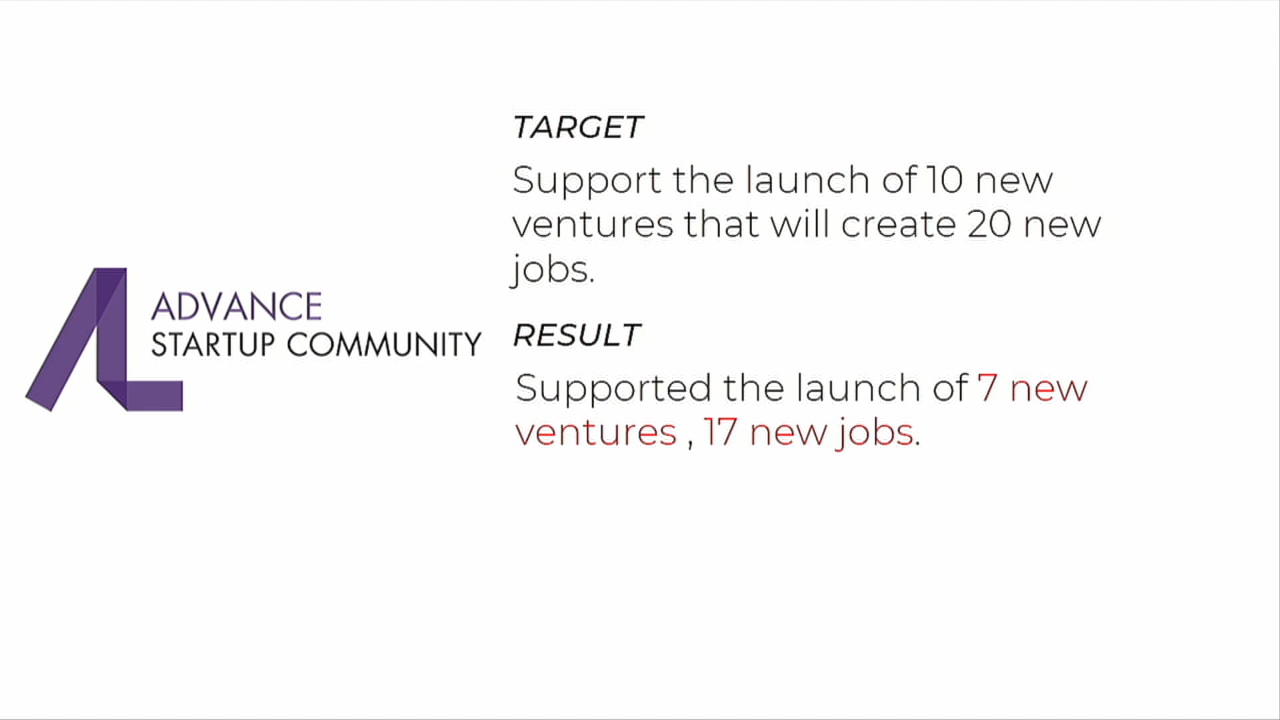 TARGET
Support the launch of 10 new
ventures that will create 20 new
jobs.
ADVANCE
STARTUP COMMUNITY
RESULT
Supported the launch of 7 new
ventures , 17 new jobs.